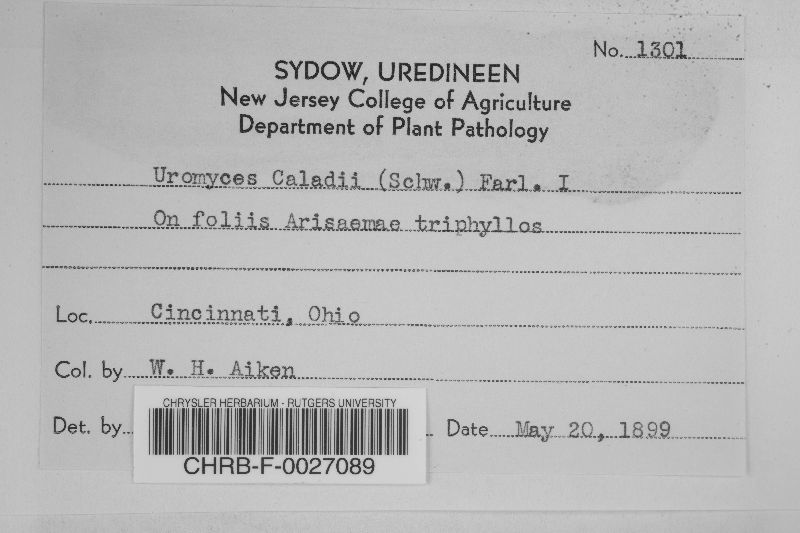 No. 1301
SYDOW, UREDINEEN
New Jersey College of Agriculture
Department of Plant Pathology
Uromyces Caladii (Schw.) Farl. I
On foliis Arisaemae triphyllos
Loc. Cincinnati, Ohio
Col. by W. H. Aiken
Det. by Date May 20, 1899
CHRYSLER HERBARIUM - RUTGERS UNIVERSITY
CHRB-F-0027089